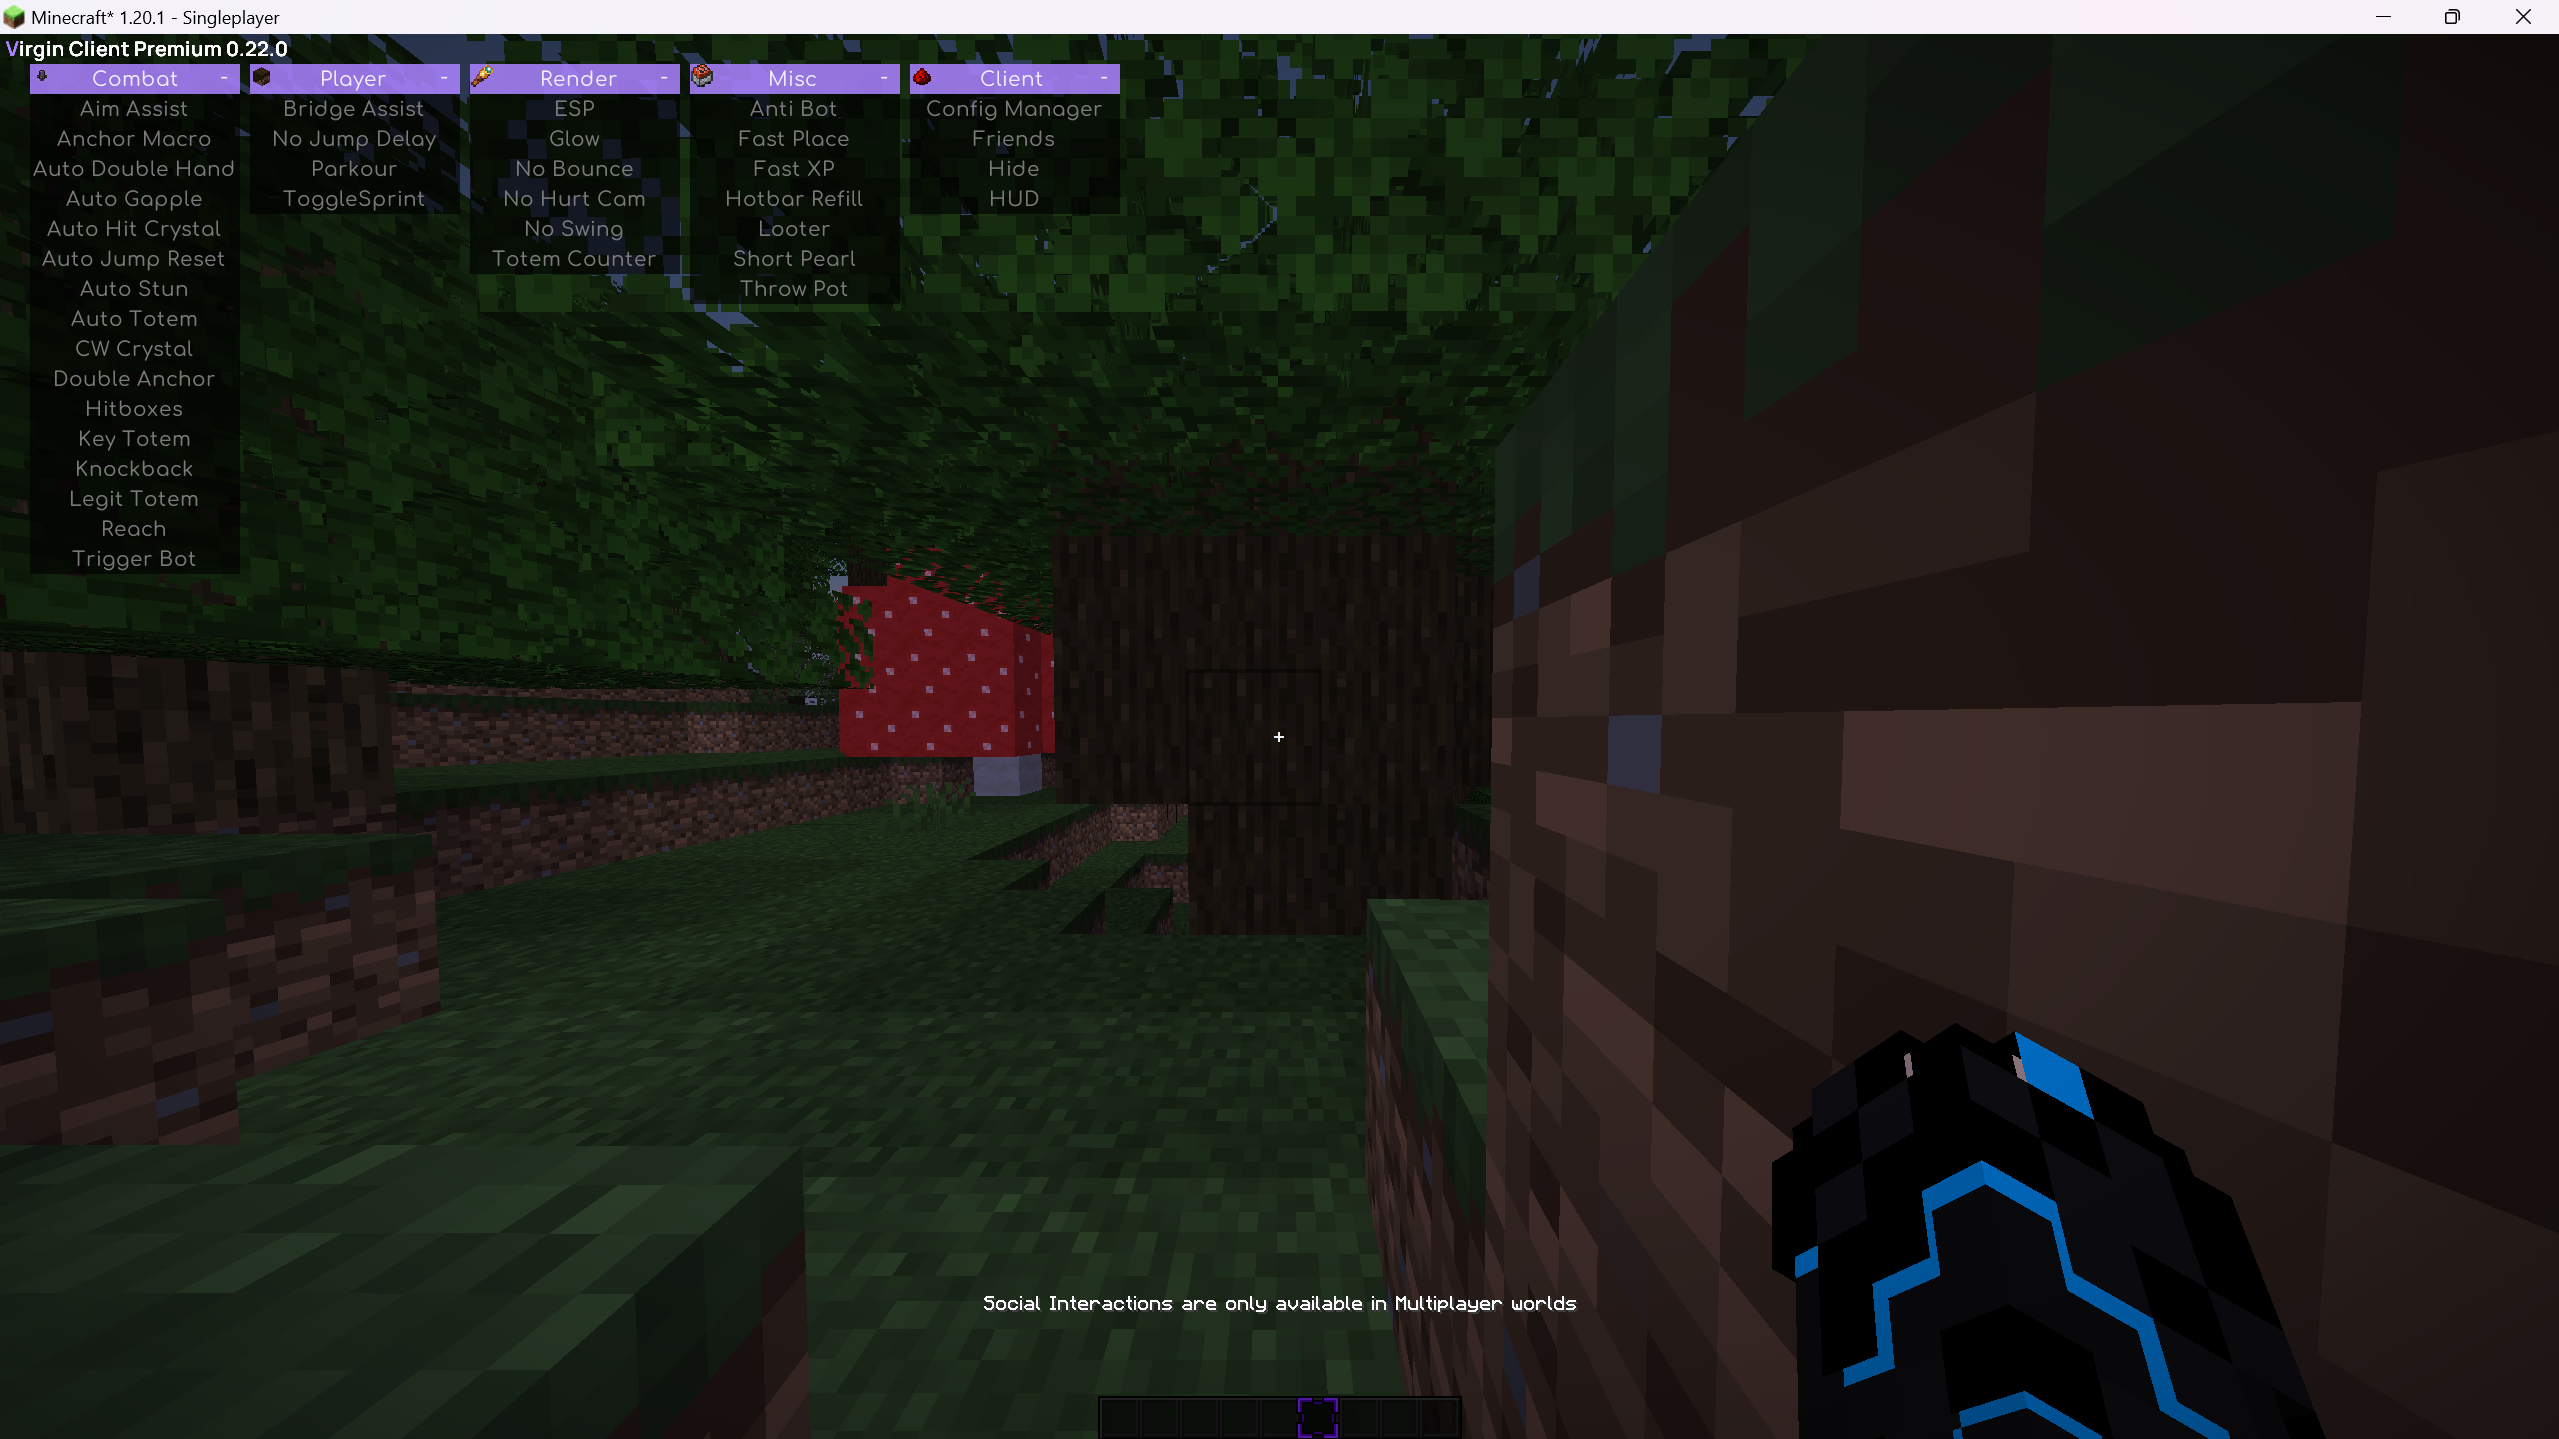 Minecraft* 1.20.1 - Singleplayer
Virgin Client Premium 0.22.0
Combat -
Aim Assist
Anchor Macro
Auto Double Hand
Auto Gapple
Auto Hit Crystal
Auto Jump Reset
Auto Stun
Auto Totem
CW Crystal
Double Anchor
Hitboxes
Key Totem
Knockback
Legit Totem
Reach
Trigger Bot
Player -
Bridge Assist
No Jump Delay
Parkour
ToggleSprint
Render -
ESP
Glow
No Bounce
No Hurt Cam
No Swing
Totem Counter
Misc -
Anti Bot
Fast Place
Fast XP
Hotbar Refill
Looter
Short Pearl
Throw Pot
Client -
Config Manager
Friends
Hide
HUD
Social Interactions are only available in Multiplayer worlds